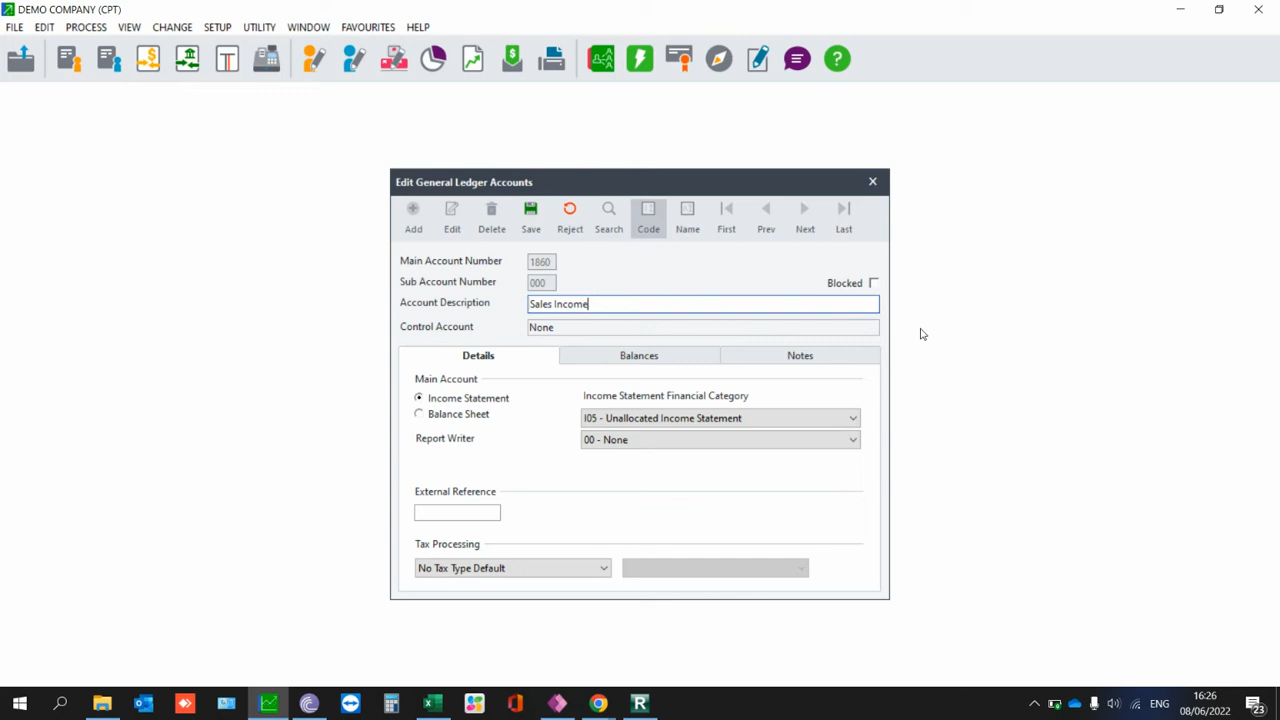 DEMO COMPANY (CPT)
FILE EDIT PROCESS VIEW CHANGE SETUP UTILITY WINDOW FAVOURITES HELP
Edit General Ledger Accounts
Add Edit Delete Save Reject Search Code Name First Prev Next Last
Main Account Number 1860
Sub Account Number 000 Blocked
Account Description Sales Income
Control Account None
Details Balances Notes
Main Account
Income Statement Income Statement Financial Category
Balance Sheet I05 - Unallocated Income Statement
Report Writer 00 - None
External Reference
Tax Processing
No Tax Type Default
ENG 16:26
08/06/2022 23